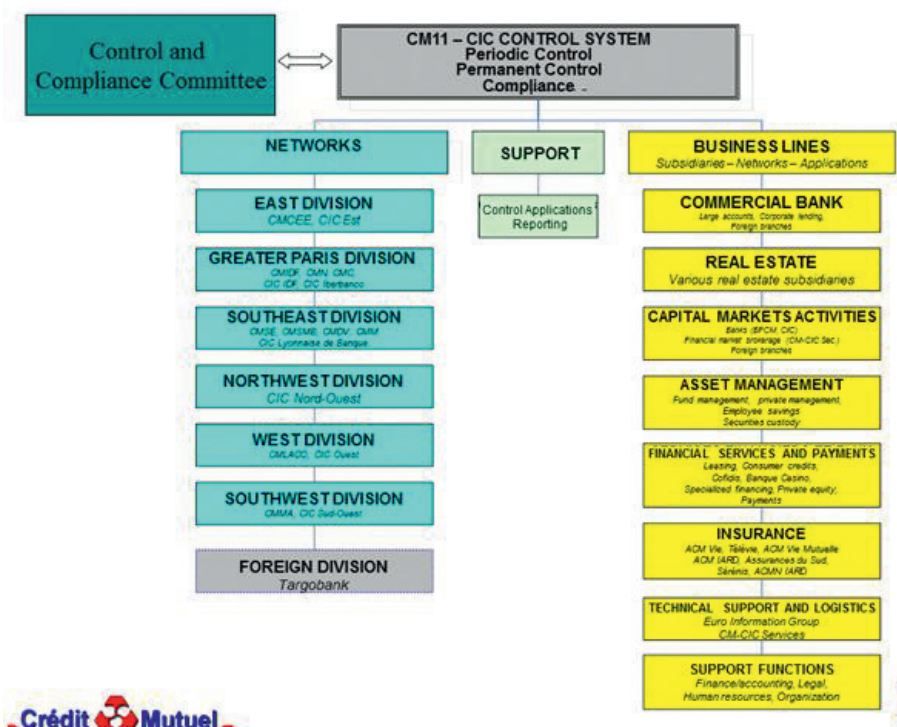 Control and
Compliance Committee
CM11 – CIC CONTROL SYSTEM
Periodic Control
Permanent Control
Compliance .
NETWORKS
EAST DIVISION
CMCEE, CIC Est
GREATER PARIS DIVISION
CMIDF, CMN, CMC,
CIC IDF, CIC Iberbanco
SOUTHEAST DIVISION
CMSE, CMSMB, CMDV, CMM
CIC Lyonnaise de Banque
NORTHWEST DIVISION
CIC Nord-Ouest
WEST DIVISION
CMLACO, CIC Ouest
SOUTHWEST DIVISION
CMMA, CIC Sud-Ouest
FOREIGN DIVISION
Targobank
SUPPORT
Control Applications
Reporting
BUSINESS LINES
Subsidiaries – Networks – Applications
COMMERCIAL BANK
Large accounts, Corporate lending,
Foreign branches
REAL ESTATE
Various real estate subsidiaries
CAPITAL MARKETS ACTIVITIES
Banks (BFCM, CIC)
Financial market brokerage (CM-CIC Sec.)
Foreign branches
ASSET MANAGEMENT
Fund management, private management,
Employee savings
Securities custody
FINANCIAL SERVICES AND PAYMENTS
Leasing, Consumer credits,
Cofidis, Banque Casino,
Specialized financing, Private equity,
Payments
INSURANCE
ACM Vie, Télévie, ACM Vie Mutuelle
ACM IARD, Assurances du Sud,
Sérénis, ACMN IARD
TECHNICAL SUPPORT AND LOGISTICS
Euro Information Group
CM-CIC Services
SUPPORT FUNCTIONS
Finance/accounting, Legal,
Human resources, Organization
Crédit Mutuel